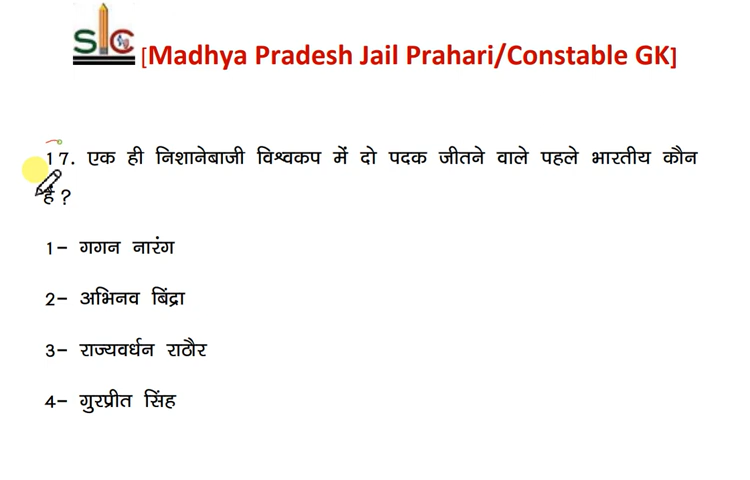 SIC
[Madhya Pradesh Jail Prahari/Constable GK]
17. एक ही निशानेबाजी विश्वकप में दो पदक जीतने वाले पहले भारतीय कौन
हैं ?
1- गगन नारंग
2- अभिनव बिंद्रा
3- राज्यवर्धन राठौर
4- गुरप्रीत सिंह